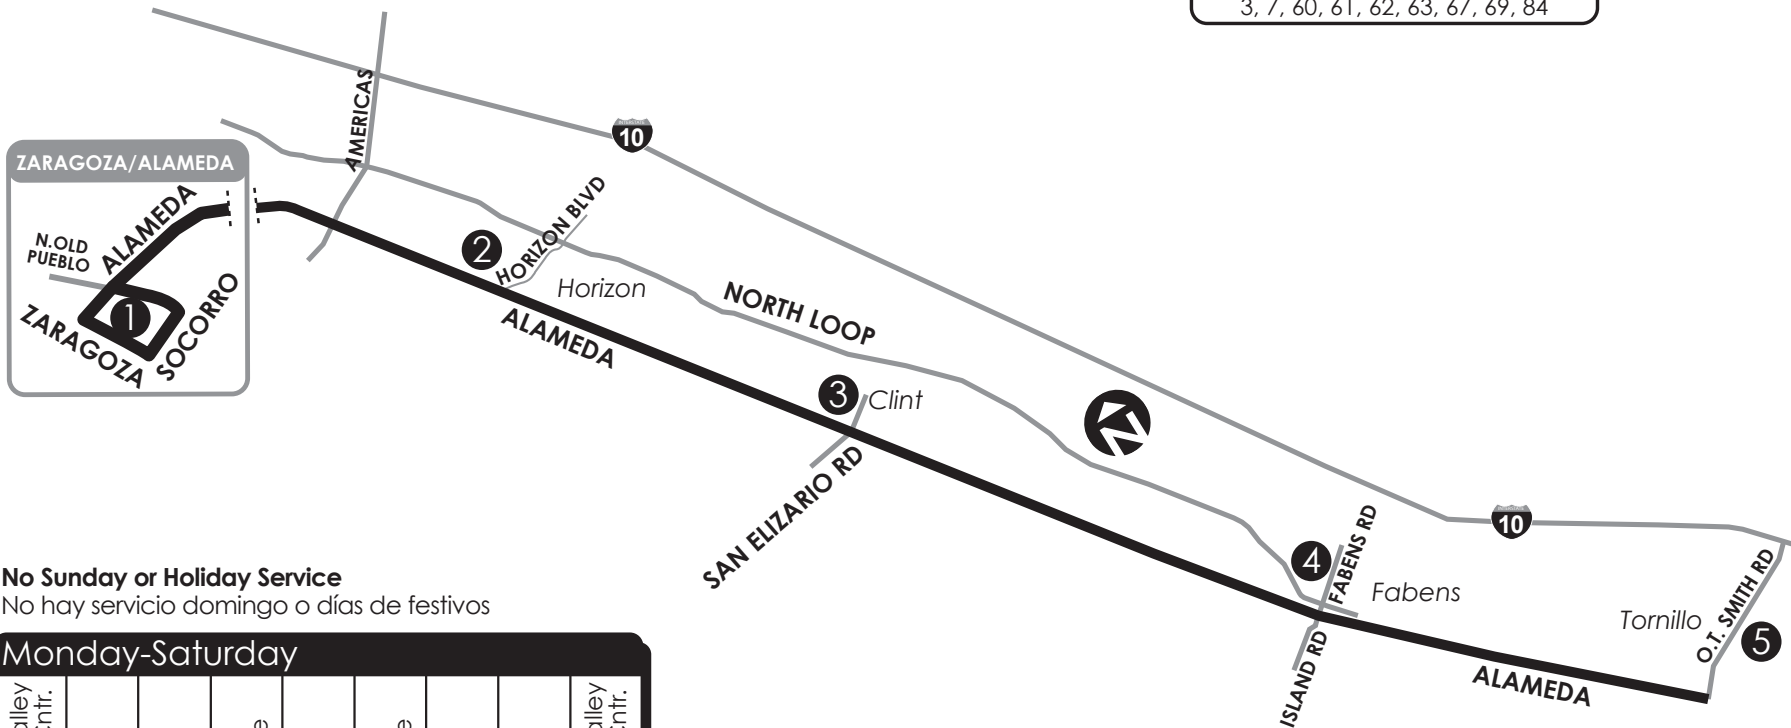 3, 7, 60, 61, 62, 63, 67, 69, 84
AMERICAS
10
ZARAGOZA/ALAMEDA
ALAMEDA
N.OLD
PUEBLO
1
ZARAGOZA
SOCORRO
2
HORIZON BLVD
Horizon
ALAMEDA
NORTH LOOP
3
Clint
SAN ELIZARIO RD
10
4
FABENS RD
Fabens
ISLAND RD
ALAMEDA
Tornillo
O.T. SMITH RD
5
No Sunday or Holiday Service
No hay servicio domingo o días de festivos
Monday-Saturday